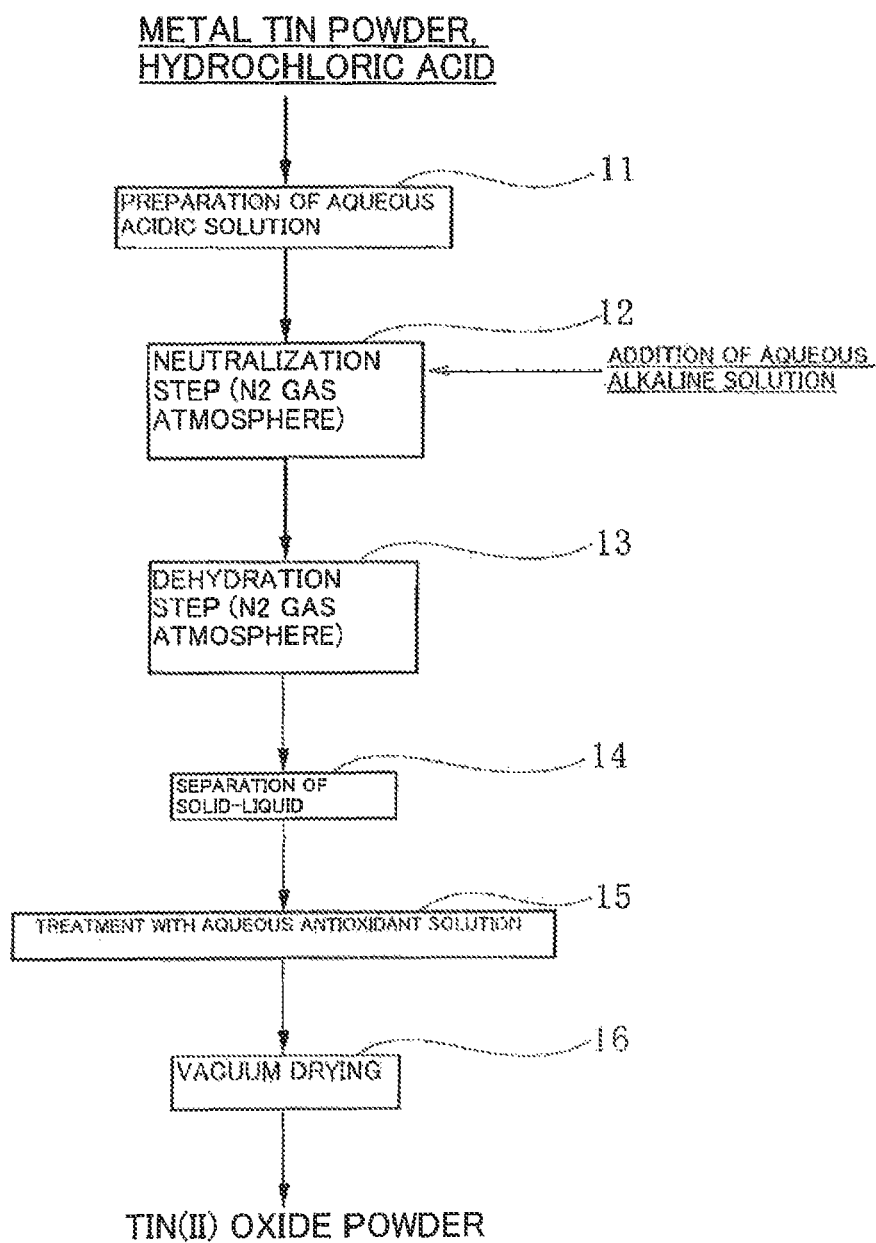 METAL TIN POWDER,
HYDROCHLORIC ACID
11
PREPARATION OF AQUEOUS
ACIDIC SOLUTION
12
NEUTRALIZATION
STEP (N2 GAS
ATMOSPHERE)
ADDITION OF AQUEOUS
ALKALINE SOLUTION
13
DEHYDRATION
STEP (N2 GAS
ATMOSPHERE)
14
SEPARATION OF
SOLID-LIQUID
15
TREATMENT WITH AQUEOUS ANTIOXIDANT SOLUTION
16
VACUUM DRYING
TIN(II) OXIDE POWDER